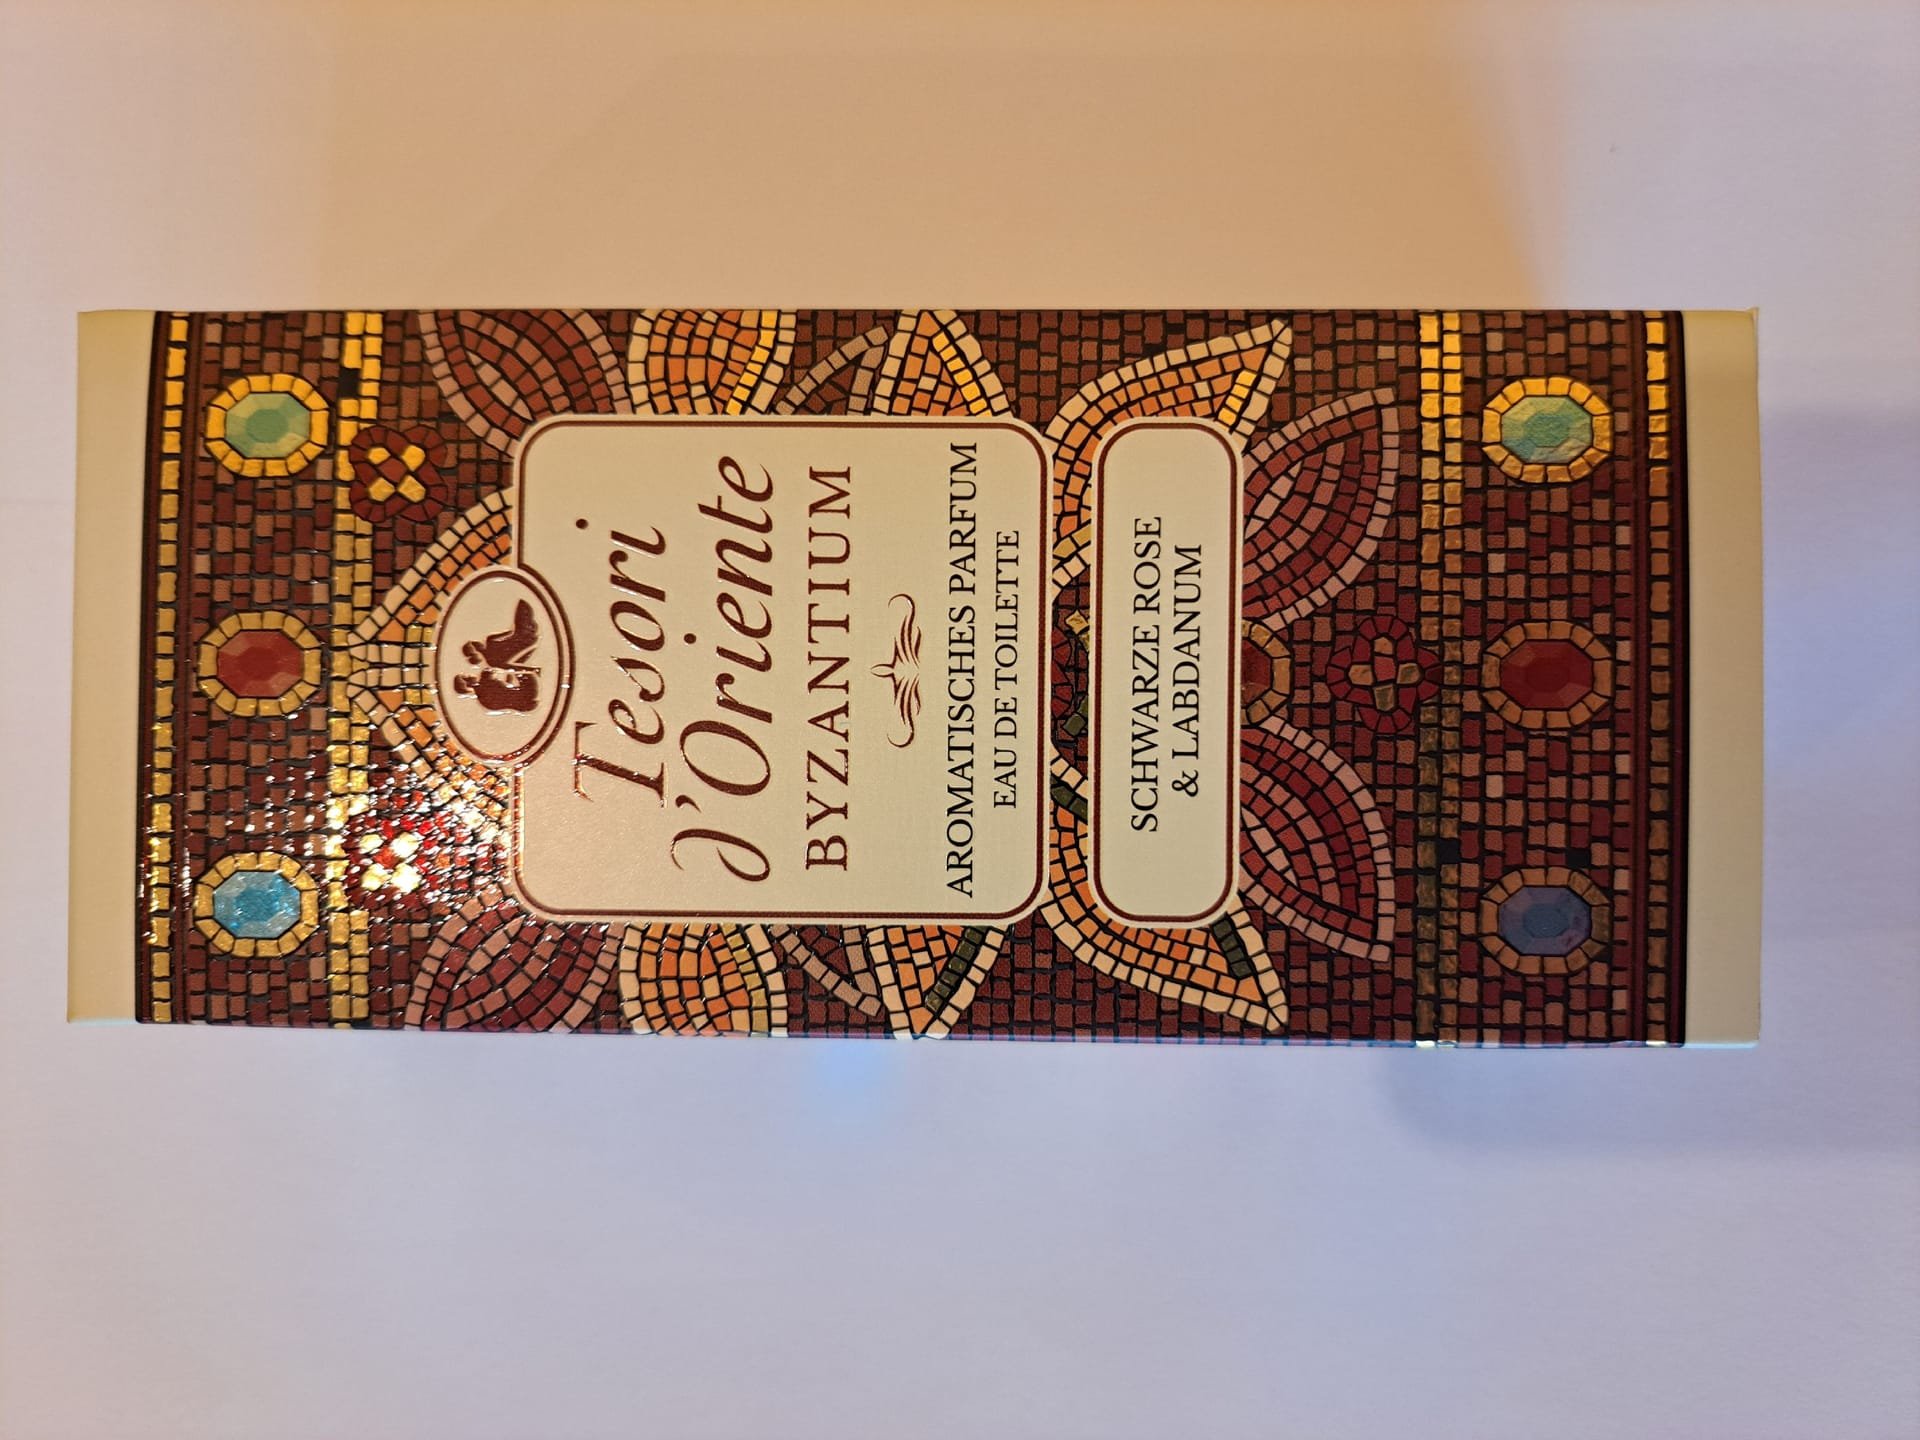 Tesori
d'Oriente
BYZANTIUM
AROMATISCHES PARFUM
EAU DE TOILETTE
SCHWARZE ROSE
& LABDANUM